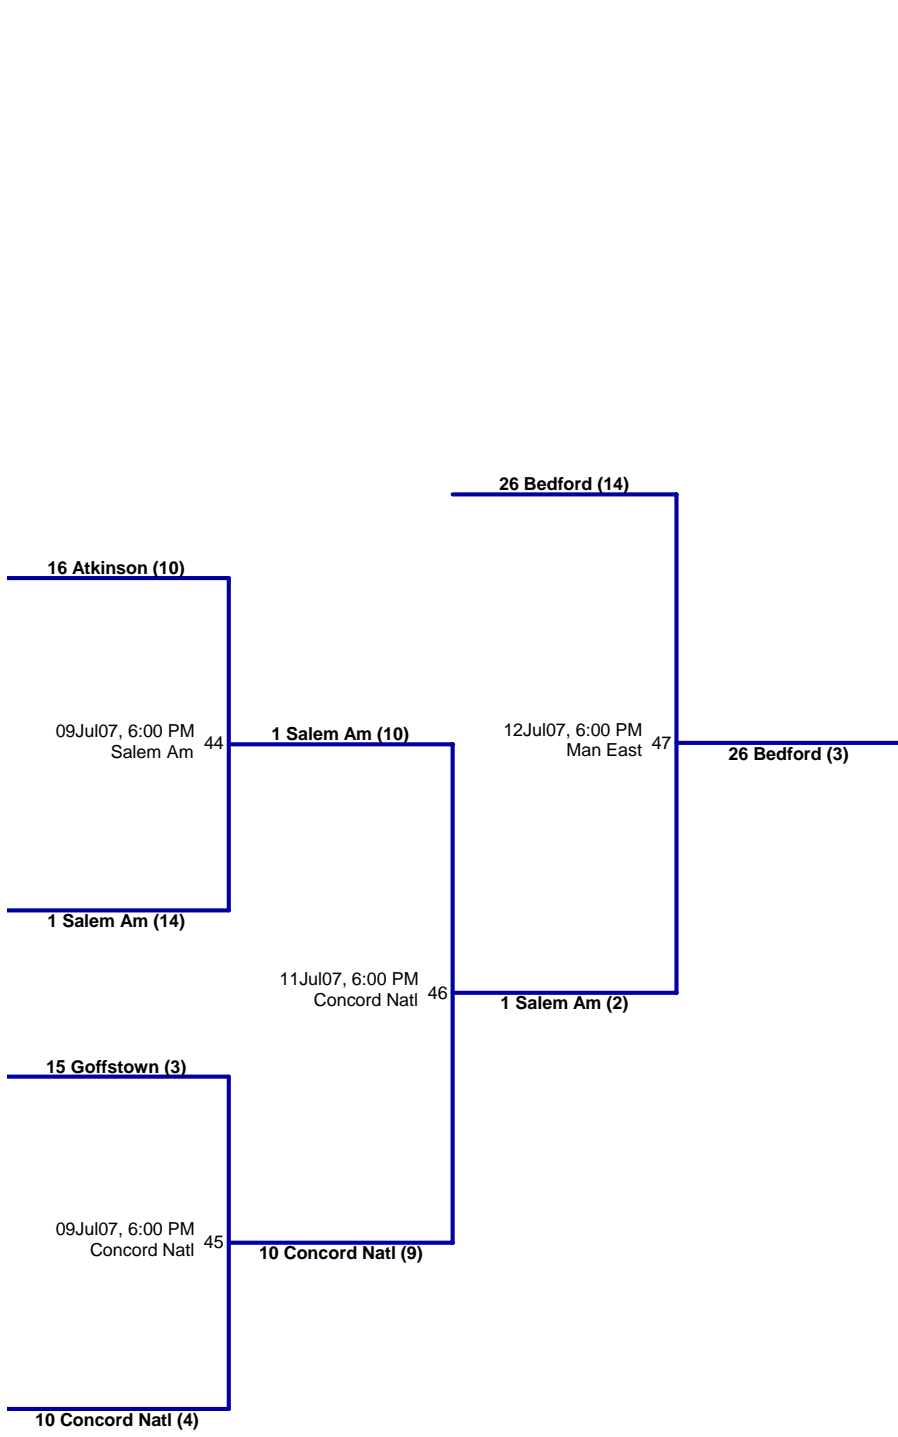 26 Bedford (14)
16 Atkinson (10)
09Jul07, 6:00 PM
Salem Am
44
1 Salem Am (10)
12Jul07, 6:00 PM
Man East
47
26 Bedford (3)
1 Salem Am (14)
11Jul07, 6:00 PM
Concord Natl
46
1 Salem Am (2)
15 Goffstown (3)
09Jul07, 6:00 PM
Concord Natl
45
10 Concord Natl (9)
10 Concord Natl (4)